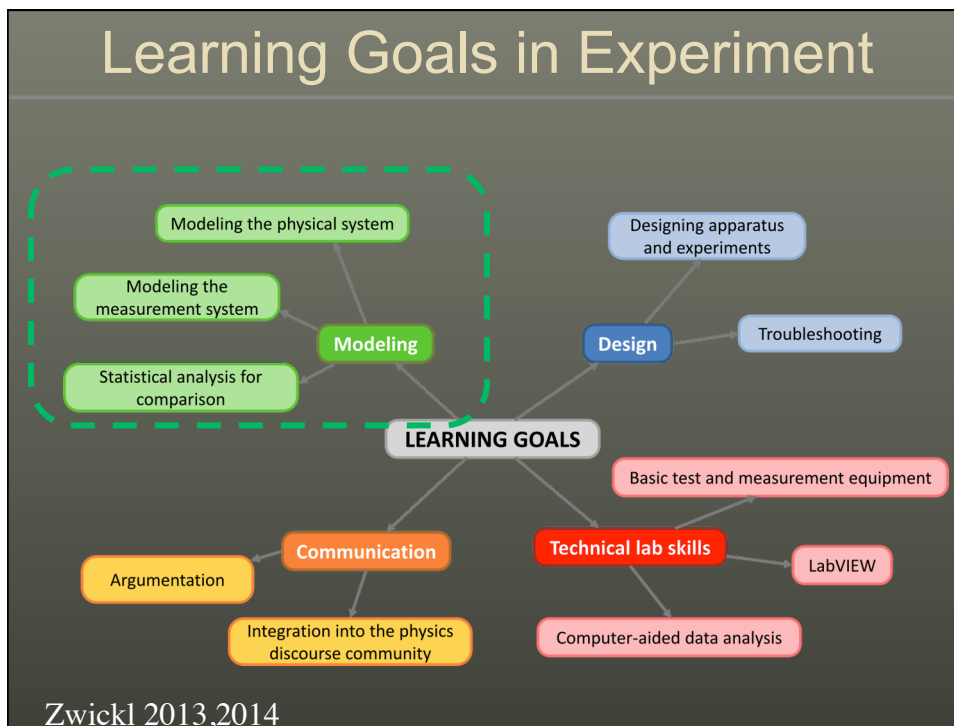 Learning Goals in Experiment
Modeling the physical system
Modeling the
measurement system
Modeling
Statistical analysis for
comparison
Designing apparatus
and experiments
Design
Troubleshooting
LEARNING GOALS
Basic test and measurement equipment
Communication
Technical lab skills
Argumentation
LabVIEW
Integration into the physics
discourse community
Computer-aided data analysis
Zwickl 2013,2014